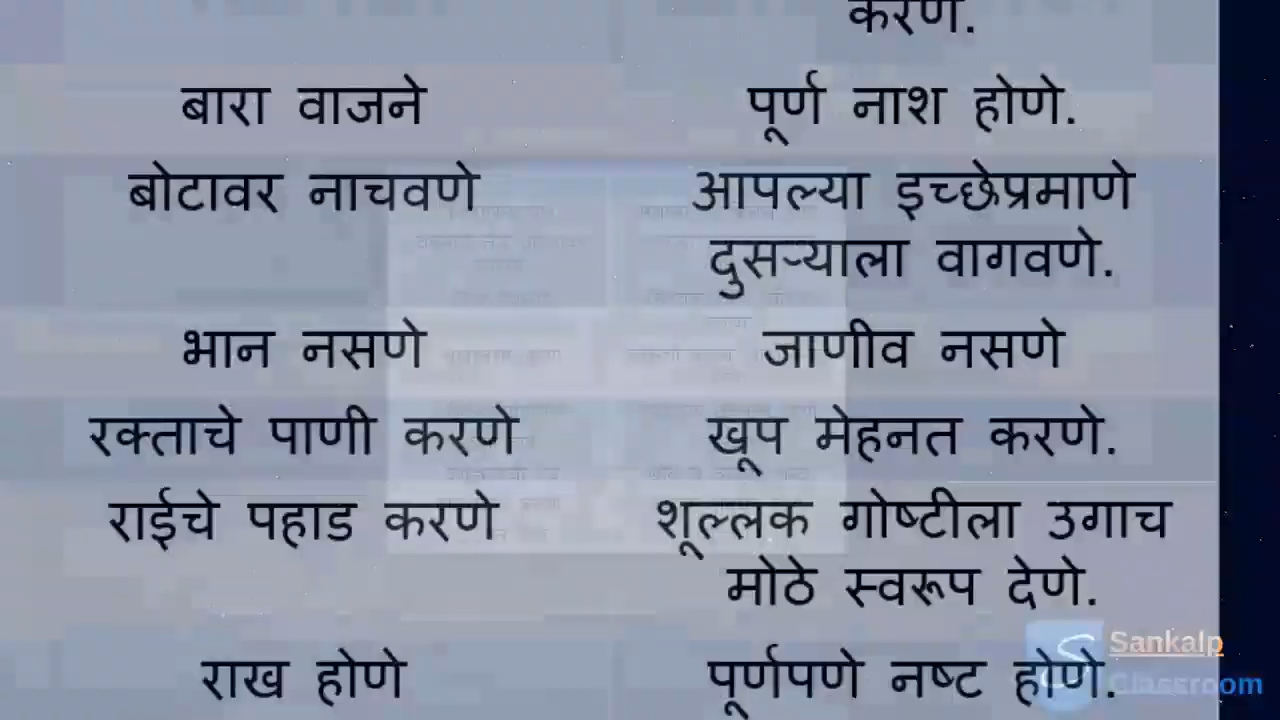 करणे.
बारा वाजने पूर्ण नाश होणे.
बोटावर नाचवणे आपल्या इच्छेप्रमाणे
दुसऱ्याला वागवणे.
भान नसणे जाणीव नसणे
रक्ताचे पाणी करणे खूप मेहनत करणे.
राईचे पहाड करणे शूल्लक गोष्टीला उगाच
मोठे स्वरूप देणे.
राख होणे पूर्णपणे नष्ट होणे.
Sankalp
Classroom